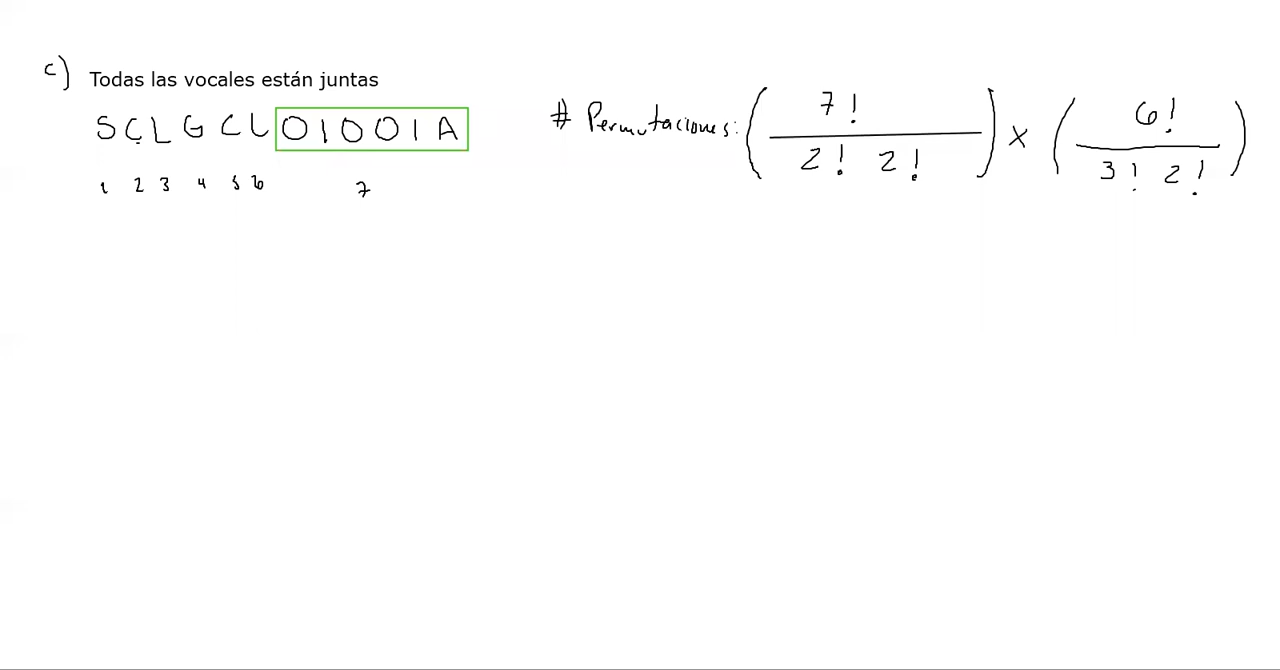 c) Todas las vocales están juntas
S C L G C L O I O O I A
1 2 3 4 5 6 7
# Permutaciones: (7! / 2! 2!) x (6! / 3! 2!)